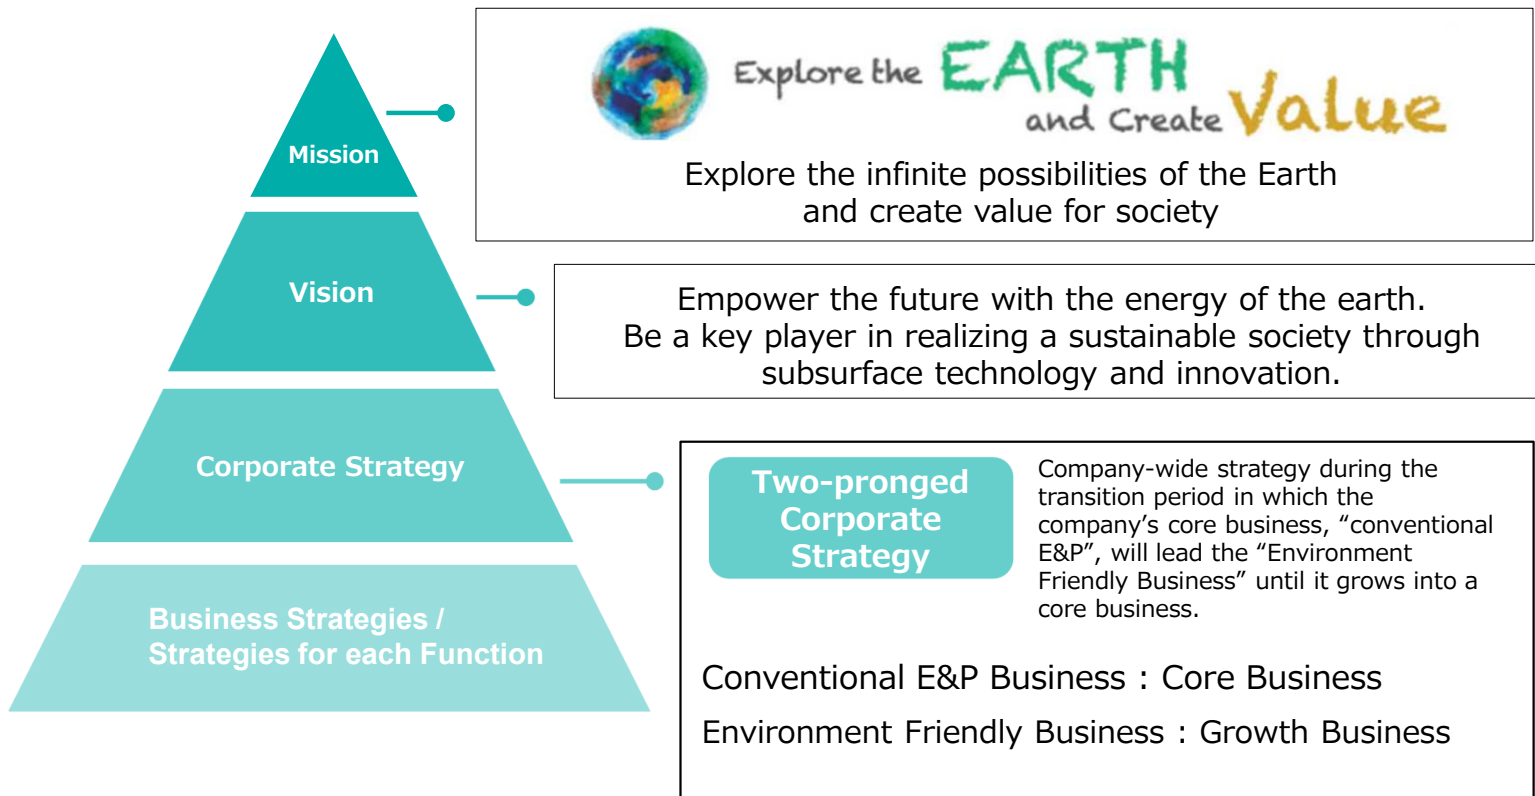 Mission
Explore the EARTH
and Create Value
Explore the infinite possibilities of the Earth
and create value for society
Vision
Empower the future with the energy of the earth.
Be a key player in realizing a sustainable society through
subsurface technology and innovation.
Corporate Strategy
Two-pronged
Corporate
Strategy
Company-wide strategy during the
transition period in which the
company’s core business, “conventional
E&P”, will lead the “Environment
Friendly Business” until it grows into a
core business.
Business Strategies /
Strategies for each Function
Conventional E&P Business : Core Business
Environment Friendly Business : Growth Business